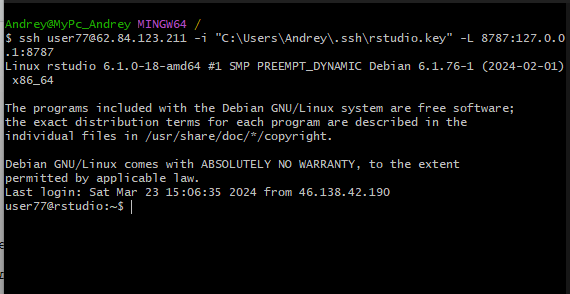 Andrey@MyPc_Andrey MINGW64 /
$ ssh user77@62.84.123.211 -i "C:\Users\Andrey\.ssh\rstudio.key" -L 8787:127.0.0
.1:8787
Linux rstudio 6.1.0-18-amd64 #1 SMP PREEMPT_DYNAMIC Debian 6.1.76-1 (2024-02-01)
x86_64
The programs included with the Debian GNU/Linux system are free software;
the exact distribution terms for each program are described in the
individual files in /usr/share/doc/*/copyright.
Debian GNU/Linux comes with ABSOLUTELY NO WARRANTY, to the extent
permitted by applicable law.
Last login: Sat Mar 23 15:06:35 2024 from 46.138.42.190
user77@rstudio:~$